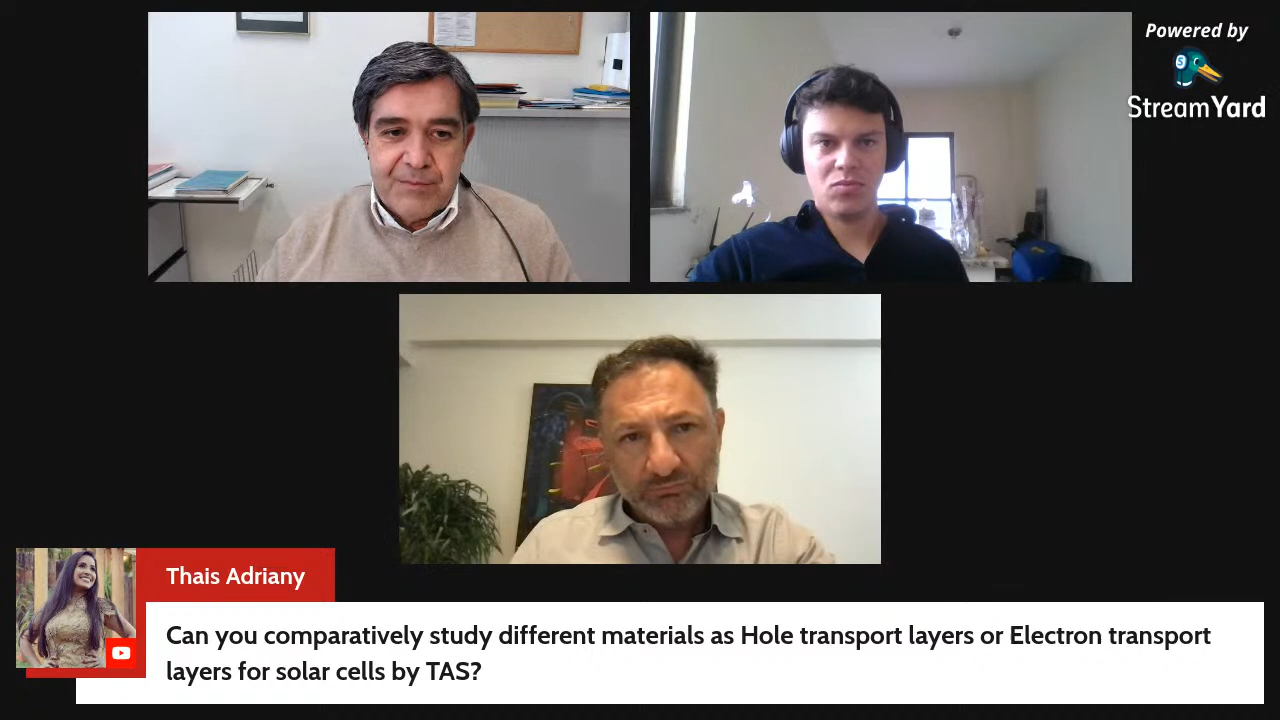 Powered by
StreamYard
Thais Adriany
Can you comparatively study different materials as Hole transport layers or Electron transport
layers for solar cells by TAS?